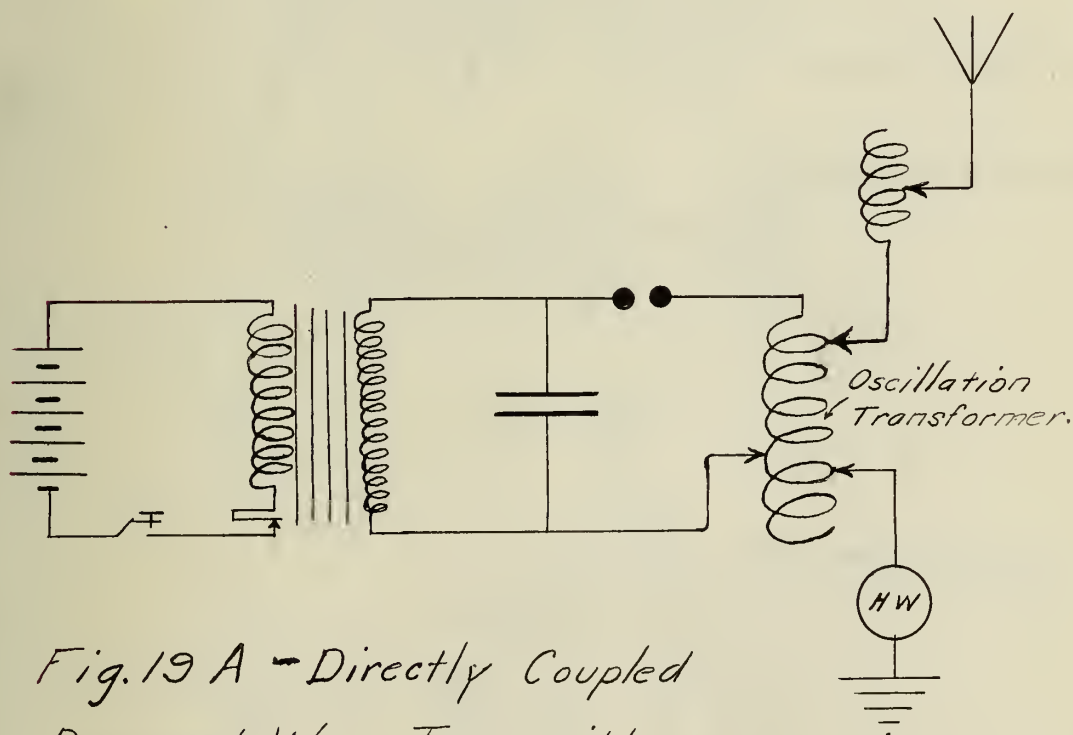 Oscillation
Transformer.
HW
Fig. 19 A - Directly Coupled